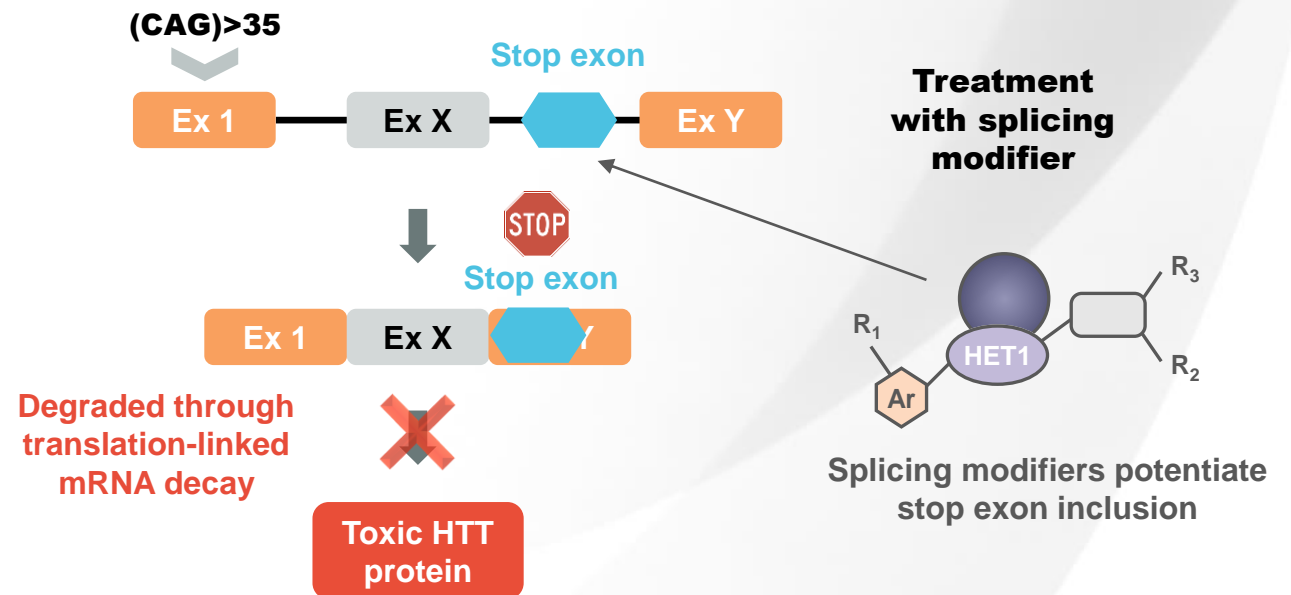 (CAG)>35
Stop exon
Ex 1
Ex X
Ex Y
Treatment
with splicing
modifier
STOP
Stop exon
Ex 1
Ex X
Y
R3
R1
HET1
R2
Ar
Degraded through
translation-linked
mRNA decay
Splicing modifiers potentiate
stop exon inclusion
Toxic HTT
protein